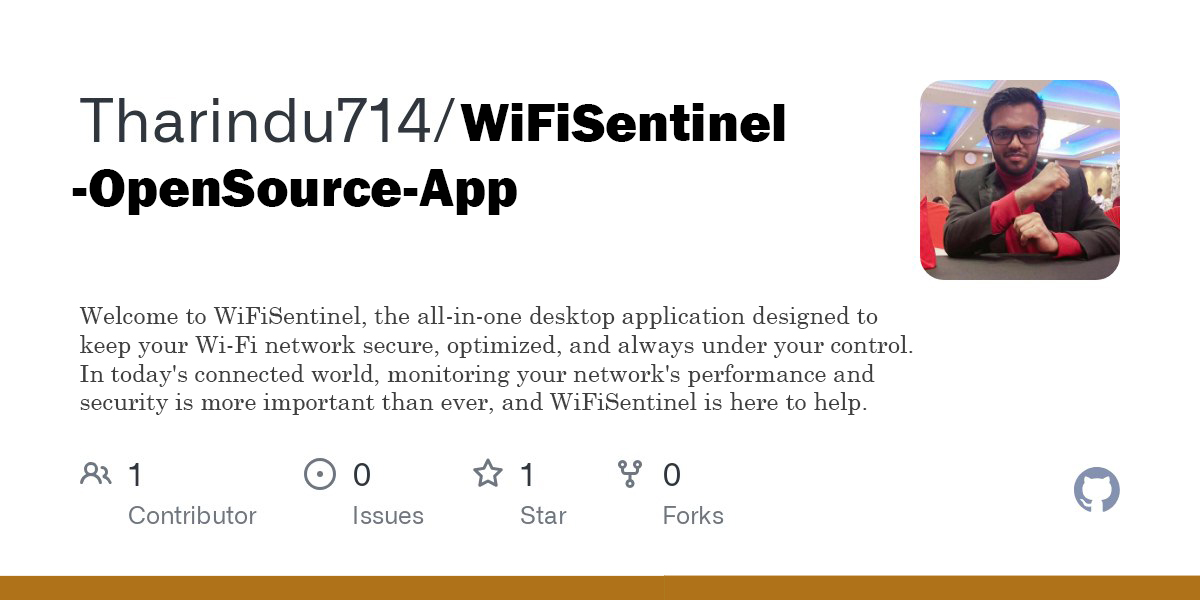 Tharindu714/WiFiSentinel
-OpenSource-App
Welcome to WiFiSentinel, the all-in-one desktop application designed to
keep your Wi-Fi network secure, optimized, and always under your control.
In today's connected world, monitoring your network's performance and
security is more important than ever, and WiFiSentinel is here to help.
1 0 1 0
Contributor Issues Star Forks